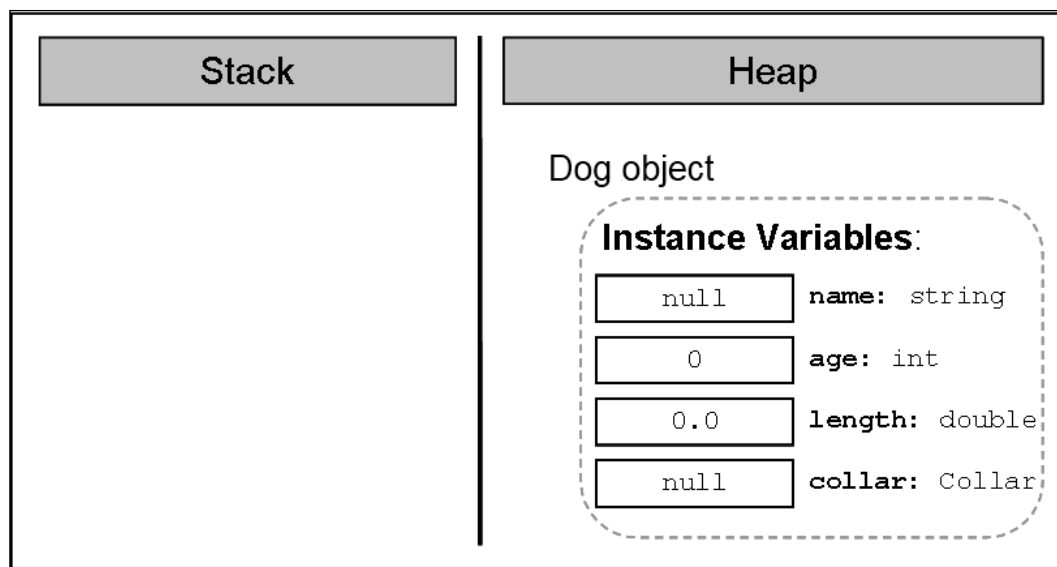 Stack
Heap
Dog object
Instance Variables:
null name: string
0 age: int
0.0 length: double
null collar: Collar